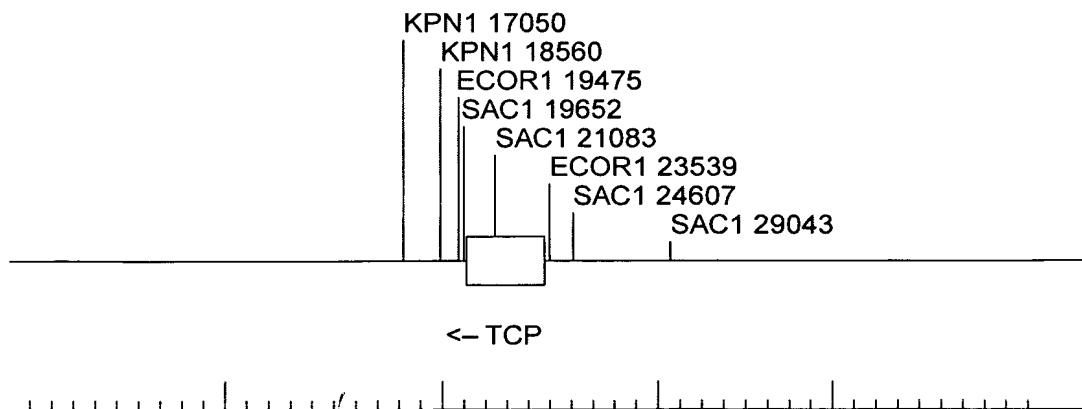 KPN1 17050
KPN1 18560
ECOR1 19475
SAC1 19652
SAC1 21083
ECOR1 23539
SAC1 24607
SAC1 29043
<– TCP